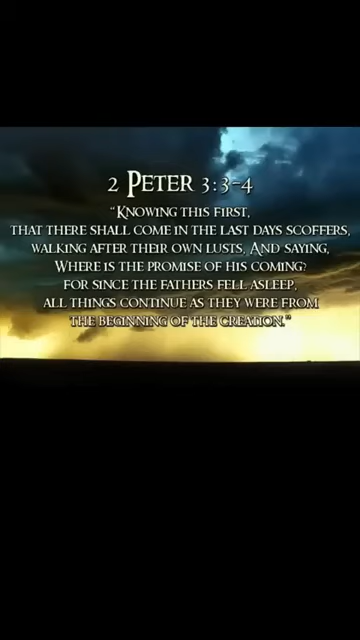 2 Peter 3:3-4
"Knowing this first,
that there shall come in the last days scoffers,
walking after their own lusts, And saying,
Where is the promise of his coming?
for since the fathers fell asleep,
all things continue as they were from
the beginning of the creation."